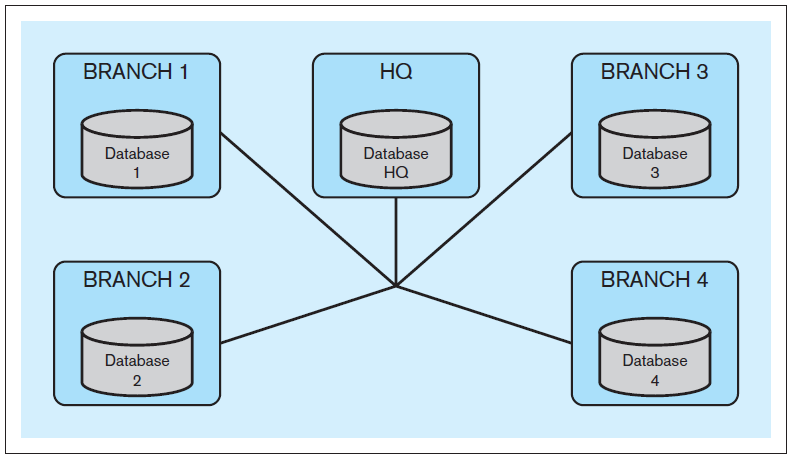 BRANCH 1
Database
1
HQ
Database
HQ
BRANCH 3
Database
3
BRANCH 2
Database
2
BRANCH 4
Database
4